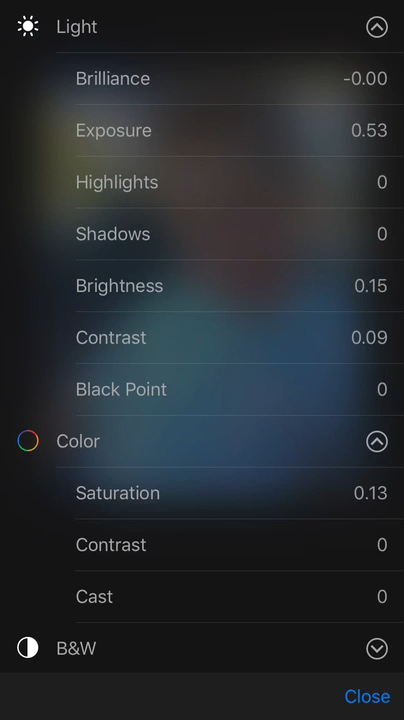 Light
Brilliance -0.00
Exposure 0.53
Highlights 0
Shadows 0
Brightness 0.15
Contrast 0.09
Black Point 0
Color
Saturation 0.13
Contrast 0
Cast 0
B&W
Close